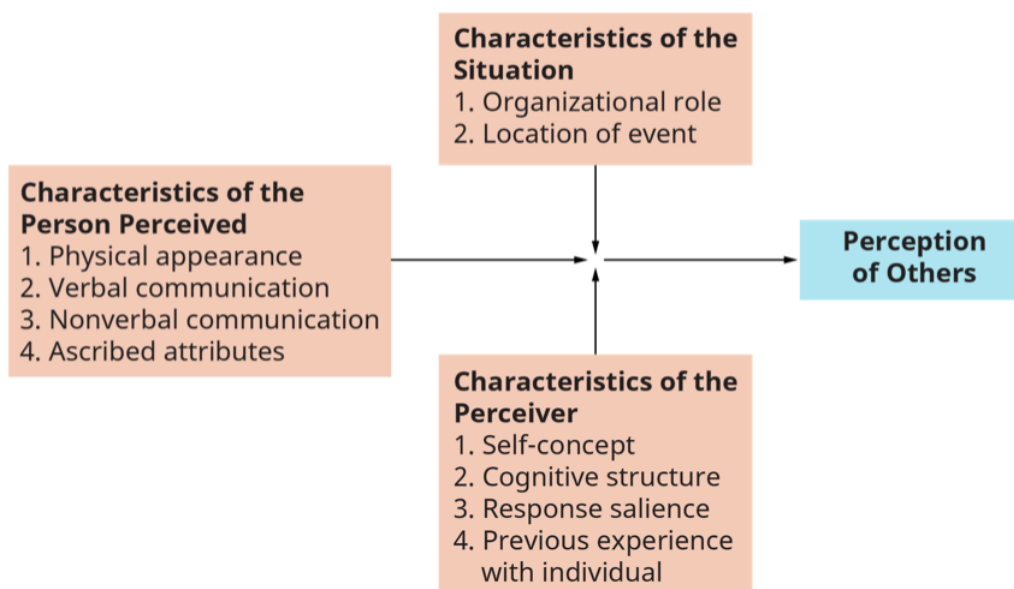 Characteristics of the
Situation
1. Organizational role
2. Location of event
Characteristics of the
Person Perceived
1. Physical appearance
2. Verbal communication
3. Nonverbal communication
4. Ascribed attributes
Perception
of Others
Characteristics of the
Perceiver
1. Self-concept
2. Cognitive structure
3. Response salience
4. Previous experience
with individual